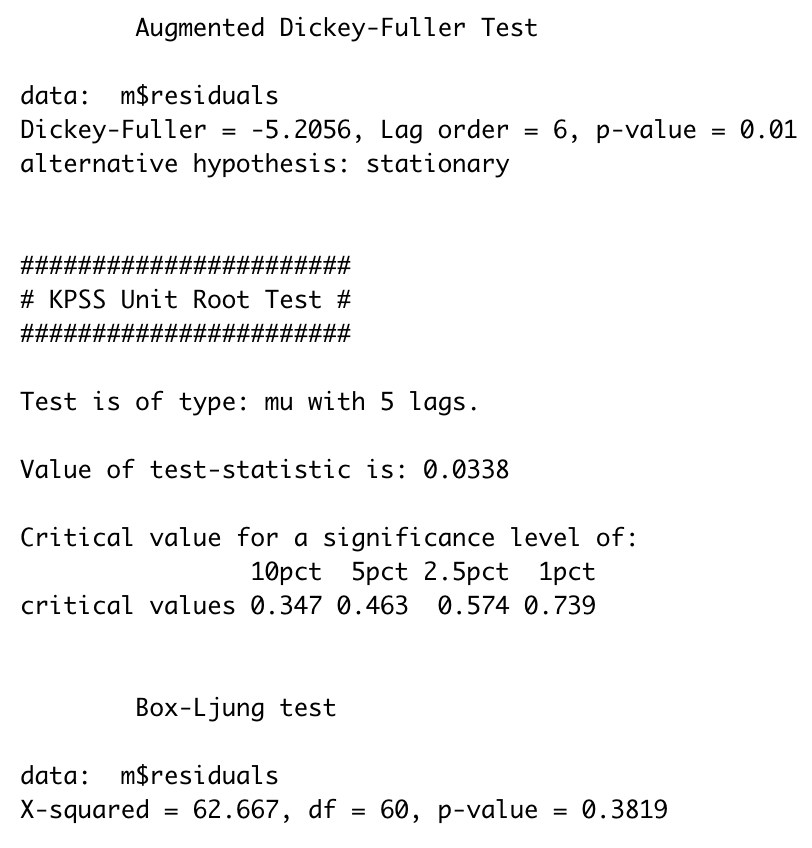 Augmented Dickey-Fuller Test
data:  m$residuals
Dickey-Fuller = -5.2056, Lag order = 6, p-value = 0.01
alternative hypothesis: stationary
#######################
# KPSS Unit Root Test #
#######################
Test is of type: mu with 5 lags.
Value of test-statistic is: 0.0338
Critical value for a significance level of:
10pct  5pct 2.5pct  1pct
critical values 0.347 0.463  0.574 0.739
Box-Ljung test
data:  m$residuals
X-squared = 62.667, df = 60, p-value = 0.3819